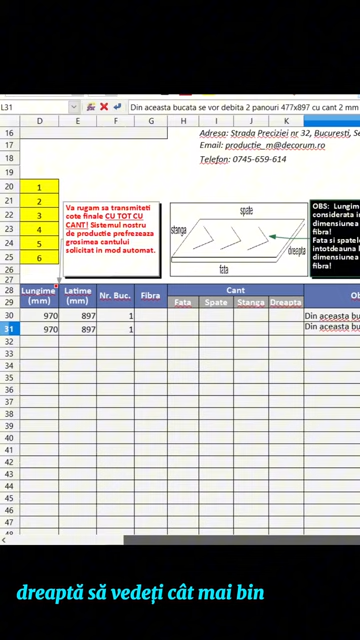 L31
Din aceasta bucata se vor debita 2 panouri 477x897 cu cant 2 mm
D E F G H I J K
16 Adresa: Strada Preciziei nr 32, Bucuresti, Se
17 Email: productie_m@decorum.ro
18 Telefon: 0745-659-614
19
20 1
21 2
22 3
23 4
24 5
25 6
26
27
Va rugam sa transmiteti
cote finale CU TOT CU
CANT! Sistemul nostru
de productie prefrezeaza
grosimea cantului
solicitat in mod automat.
spate
stanga
dreapta
fata
OBS: Lungim
considerata in
dimensiunea
fibra!
Fata si spatele
intotdeauna l
dimensiunea
fibra!
28 Lungime (mm) Latime (mm) Nr. Buc. Fibra Cant Ob
29 Fata Spate Stanga Dreapta
30 970 897 1 Din aceasta bu
31 970 897 1 Din aceasta bu
32
33
34
35
36
37
38
39
40
41
42
43
44
45
46
47
48
dreaptă să vedeți cât mai bin